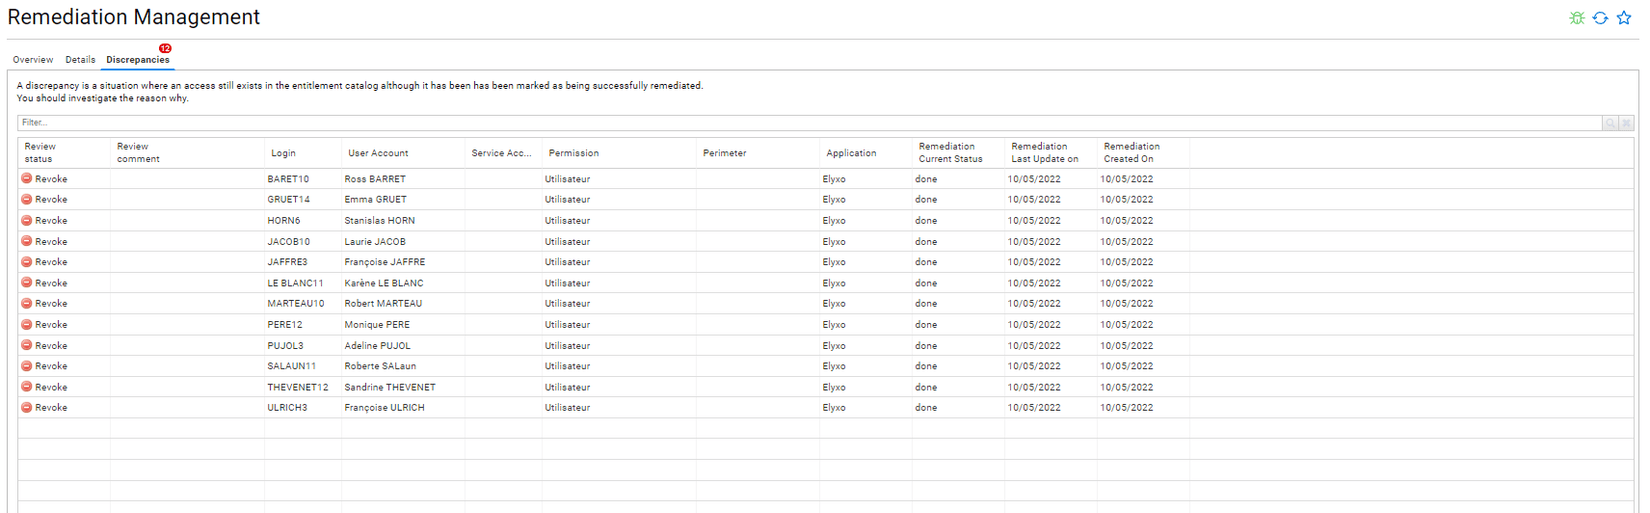 Remediation Management
12
Overview Details Discrepancies
A discrepancy is a situation where an access still exists in the entitlement catalog although it has been has been marked as being successfully remediated.
You should investigate the reason why.
Filter...
Review status Review comment Login User Account Service Acc... Permission Perimeter Application Remediation Current Status Remediation Last Update on Remediation Created On
Revoke BARET10 Ross BARRET Utilisateur Elyxo done 10/05/2022 10/05/2022
Revoke GRUET14 Emma GRUET Utilisateur Elyxo done 10/05/2022 10/05/2022
Revoke HORN6 Stanislas HORN Utilisateur Elyxo done 10/05/2022 10/05/2022
Revoke JACOB10 Laurie JACOB Utilisateur Elyxo done 10/05/2022 10/05/2022
Revoke JAFFRE3 Françoise JAFFRE Utilisateur Elyxo done 10/05/2022 10/05/2022
Revoke LE BLANC11 Karène LE BLANC Utilisateur Elyxo done 10/05/2022 10/05/2022
Revoke MARTEAU10 Robert MARTEAU Utilisateur Elyxo done 10/05/2022 10/05/2022
Revoke PERE12 Monique PERE Utilisateur Elyxo done 10/05/2022 10/05/2022
Revoke PUJOL3 Adeline PUJOL Utilisateur Elyxo done 10/05/2022 10/05/2022
Revoke SALAUN11 Roberte SALaun Utilisateur Elyxo done 10/05/2022 10/05/2022
Revoke THEVENET12 Sandrine THEVENET Utilisateur Elyxo done 10/05/2022 10/05/2022
Revoke ULRICH3 Françoise ULRICH Utilisateur Elyxo done 10/05/2022 10/05/2022